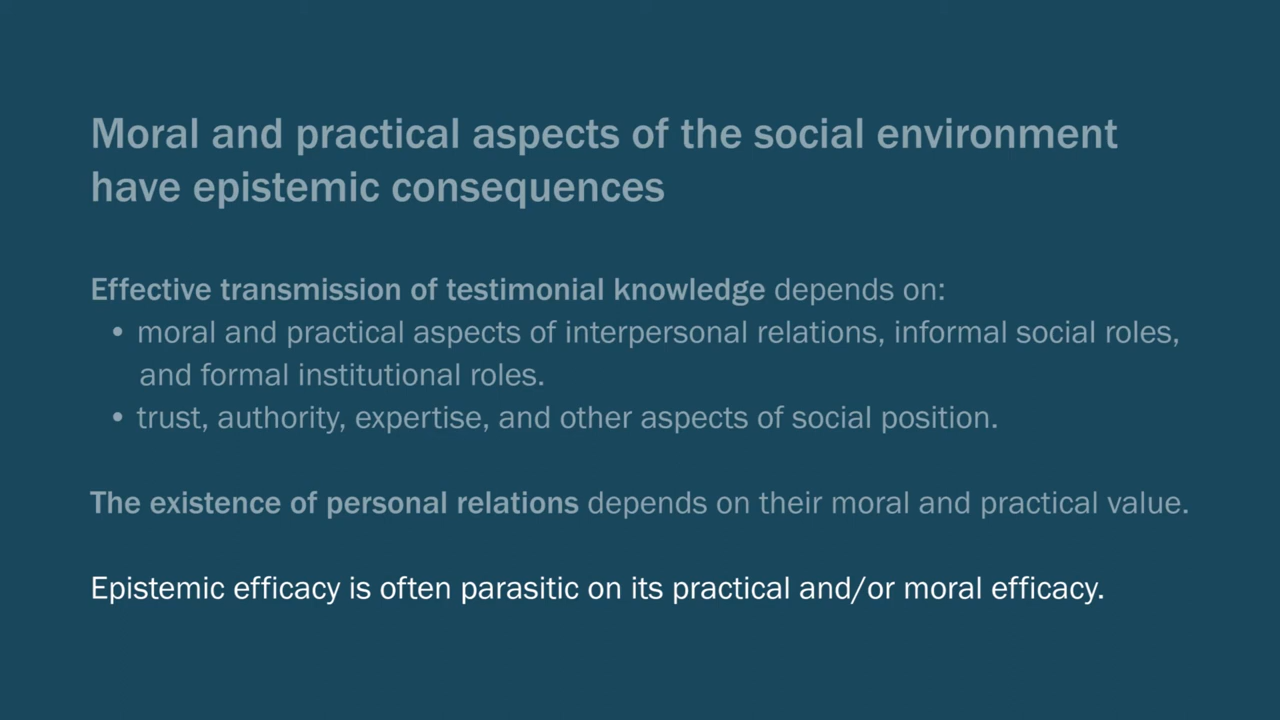 Moral and practical aspects of the social environment
have epistemic consequences
Effective transmission of testimonial knowledge depends on:
• moral and practical aspects of interpersonal relations, informal social roles,
and formal institutional roles.
• trust, authority, expertise, and other aspects of social position.
The existence of personal relations depends on their moral and practical value.
Epistemic efficacy is often parasitic on its practical and/or moral efficacy.